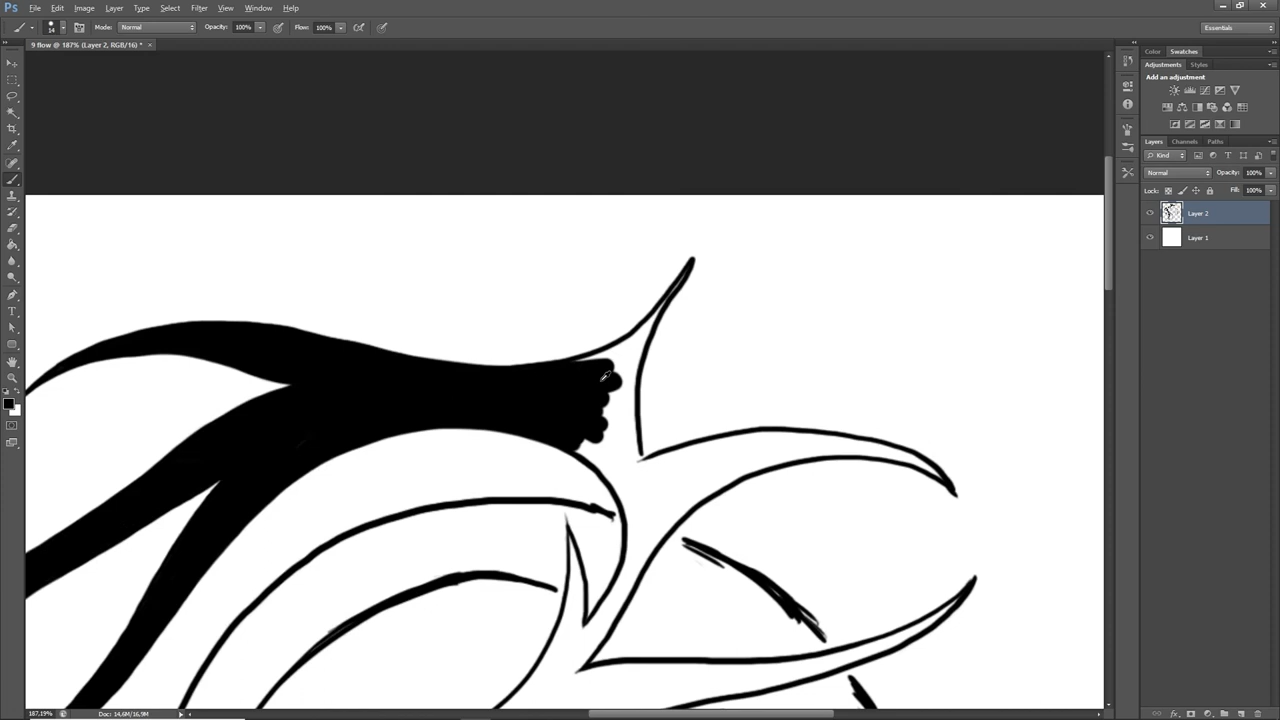 Ps File Edit Image Layer Type Select Filter View Window Help
14 Mode: Normal Opacity: 100% Flow: 100% Essentials
9 flow @ 187% (Layer 2, RGB/16) * ×
Color Swatches
Adjustments Styles
Add an adjustment
Layers Channels Paths
Kind
Normal Opacity: 100%
Lock: Fill: 100%
Layer 2
Layer 1
187,19% Doc: 14,6M/16,9M